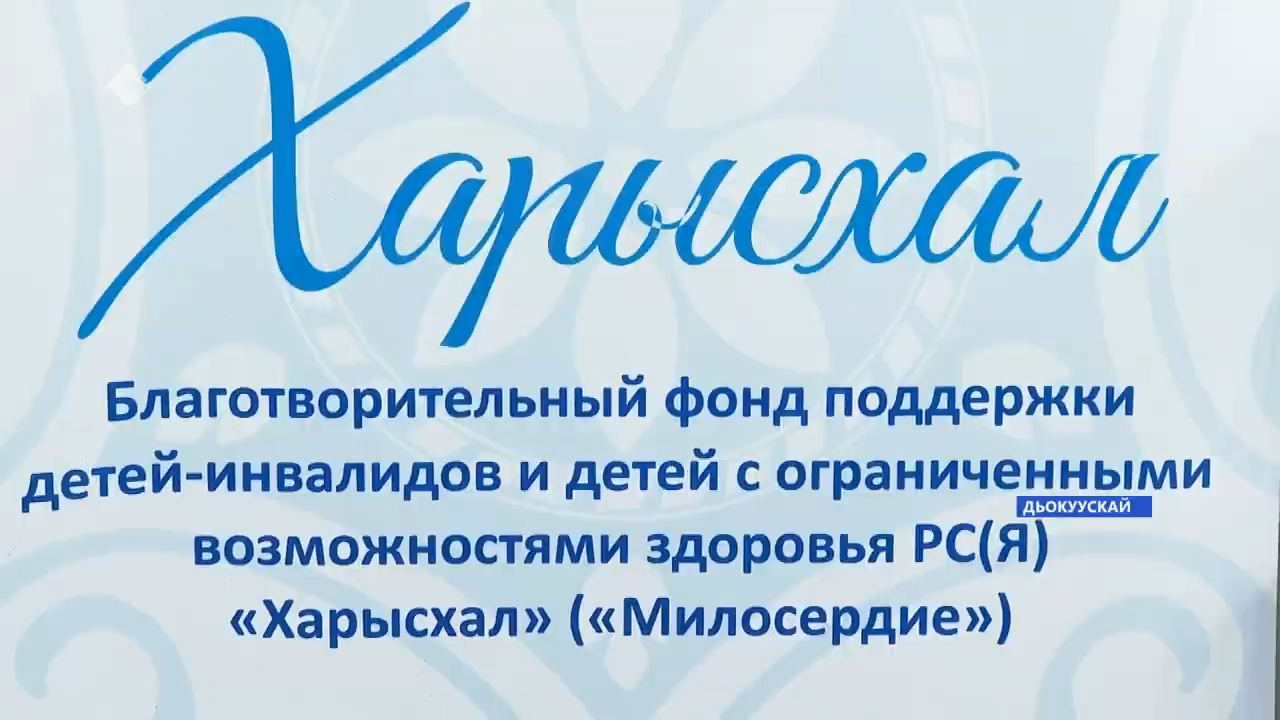 Харысхал
Благотворительный фонд поддержки
детей-инвалидов и детей с ограниченными
ДЬОКУУСКАЙ
возможностями здоровья РС(Я)
«Харысхал» («Милосердие»)